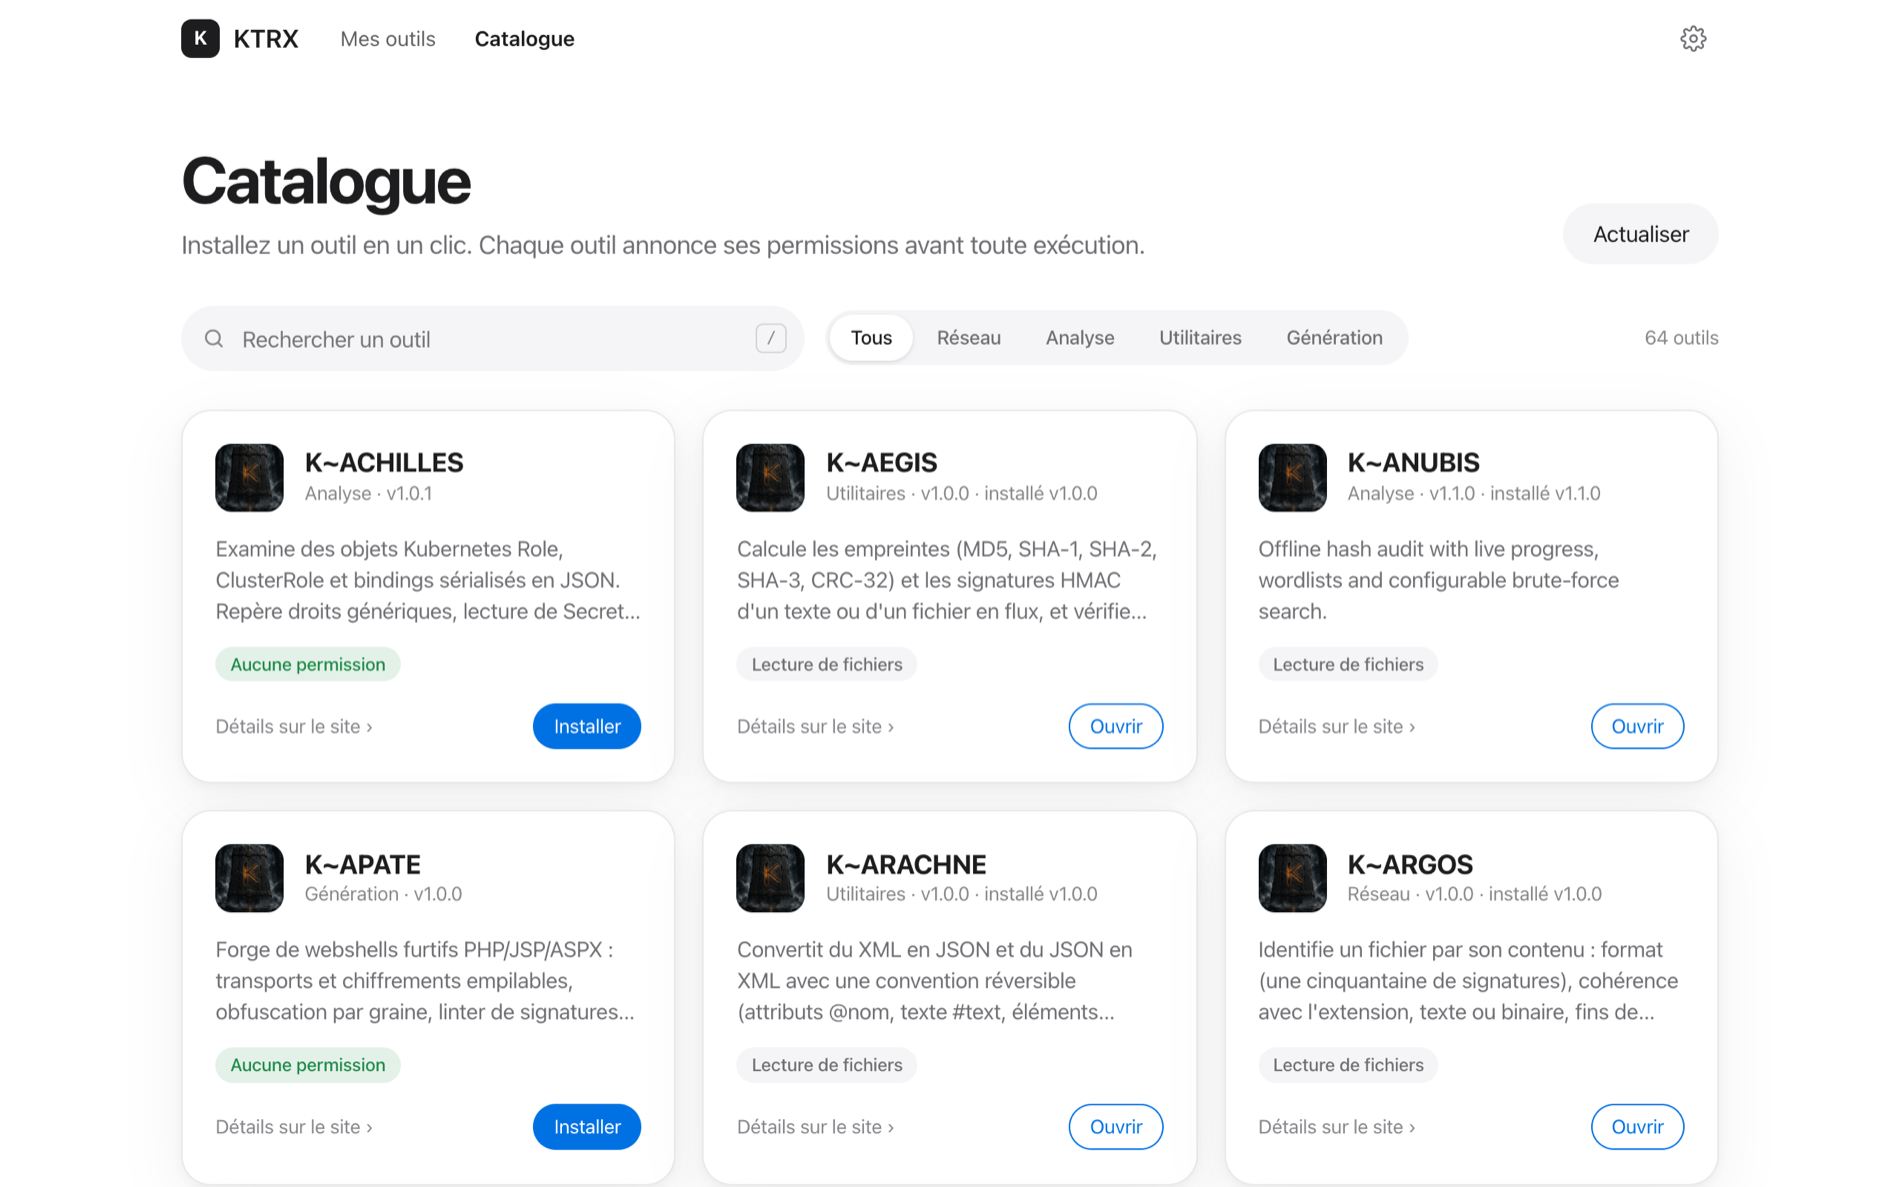 K KTRX Mes outils Catalogue
Catalogue
Installez un outil en un clic. Chaque outil annonce ses permissions avant toute exécution.
Actualiser
Rechercher un outil /
Tous Réseau Analyse Utilitaires Génération
64 outils
K~ACHILLES
Analyse · v1.0.1
Examine des objets Kubernetes Role,
ClusterRole et bindings sérialisés en JSON.
Repère droits génériques, lecture de Secret...
Aucune permission
Détails sur le site ›
Installer
K~AEGIS
Utilitaires · v1.0.0 · installé v1.0.0
Calcule les empreintes (MD5, SHA-1, SHA-2,
SHA-3, CRC-32) et les signatures HMAC
d'un texte ou d'un fichier en flux, et vérifie...
Lecture de fichiers
Détails sur le site ›
Ouvrir
K~ANUBIS
Analyse · v1.1.0 · installé v1.1.0
Offline hash audit with live progress,
wordlists and configurable brute-force
search.
Lecture de fichiers
Détails sur le site ›
Ouvrir
K~APATE
Génération · v1.0.0
Forge de webshells furtifs PHP/JSP/ASPX :
transports et chiffrements empilables,
obfuscation par graine, linter de signatures...
Aucune permission
Détails sur le site ›
Installer
K~ARACHNE
Utilitaires · v1.0.0 · installé v1.0.0
Convertit du XML en JSON et du JSON en
XML avec une convention réversible
(attributs @nom, texte #text, éléments...
Lecture de fichiers
Détails sur le site ›
Ouvrir
K~ARGOS
Réseau · v1.0.0 · installé v1.0.0
Identifie un fichier par son contenu : format
(une cinquantaine de signatures), cohérence
avec l'extension, texte ou binaire, fins de...
Lecture de fichiers
Détails sur le site ›
Ouvrir